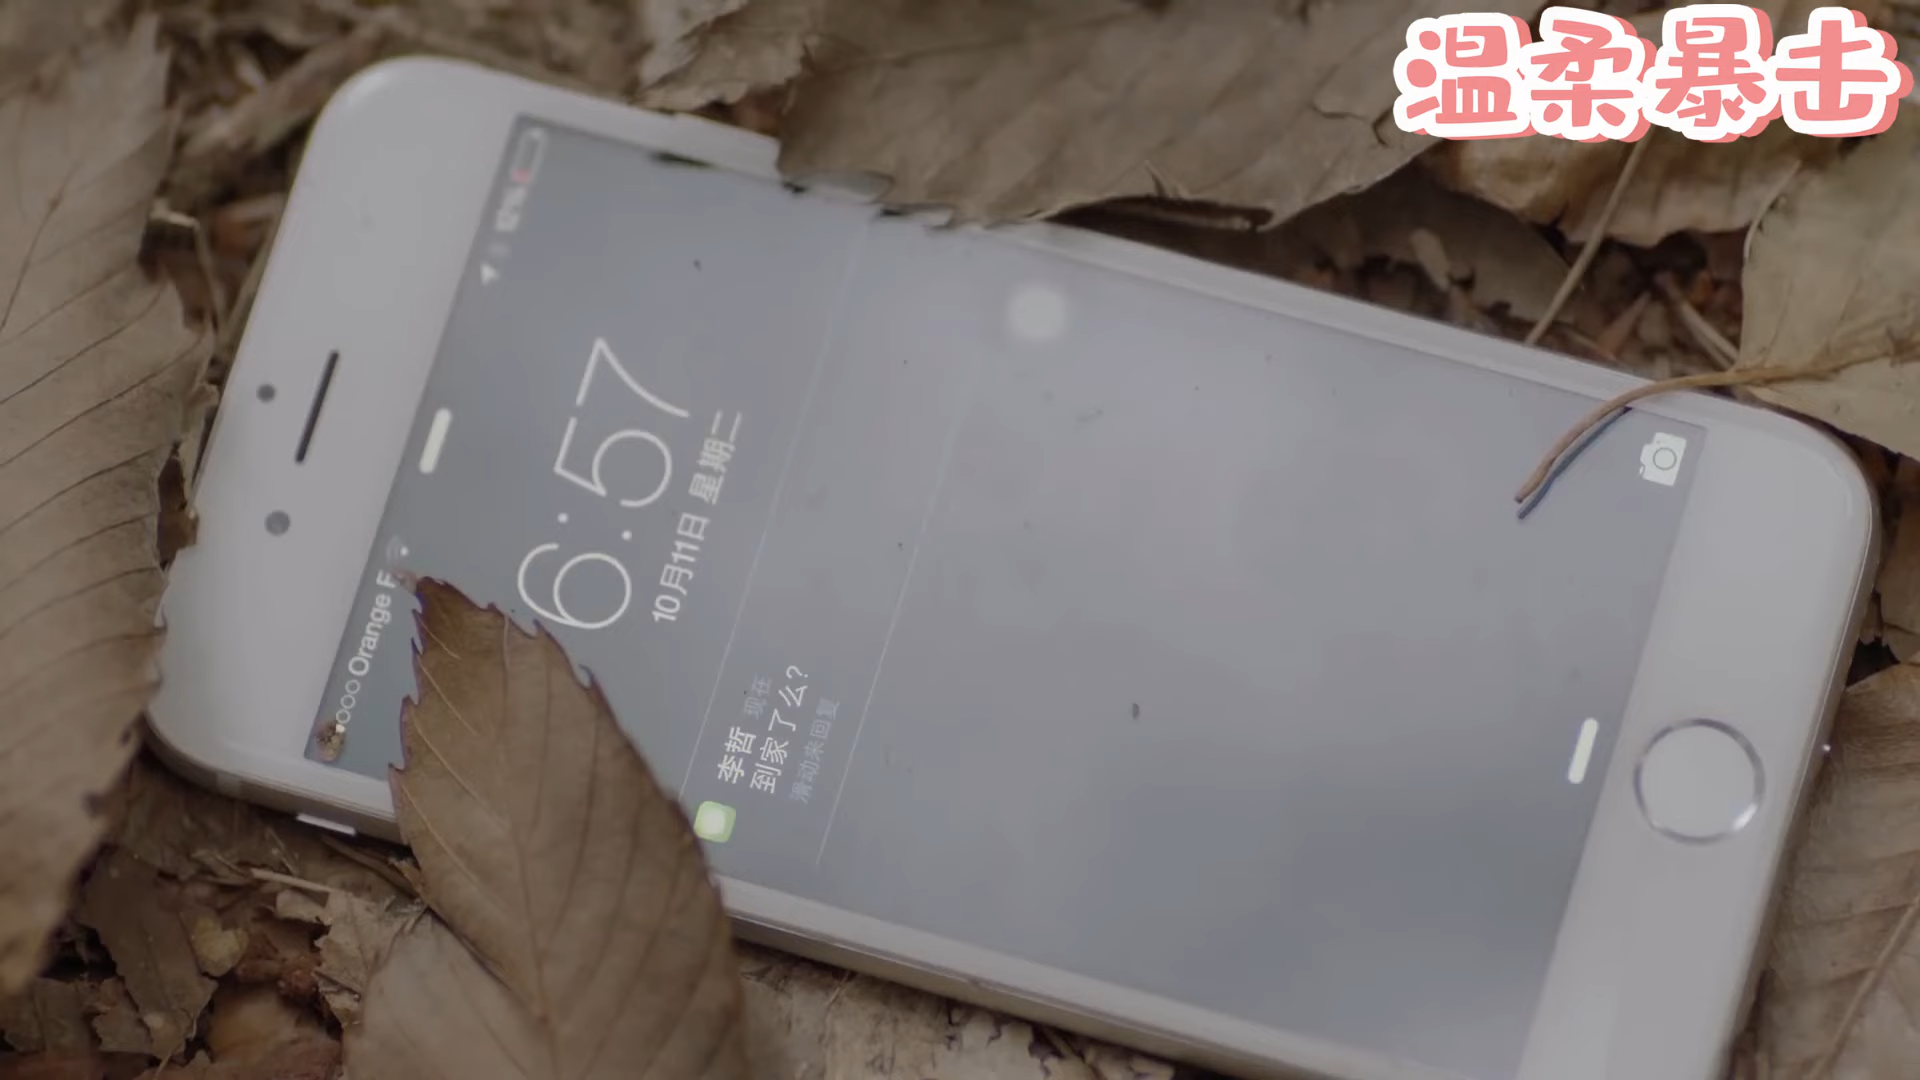 温柔暴击
Orange F
6:57
10月11日 星期二
李哲 现在
到家了么?
滑动来回复